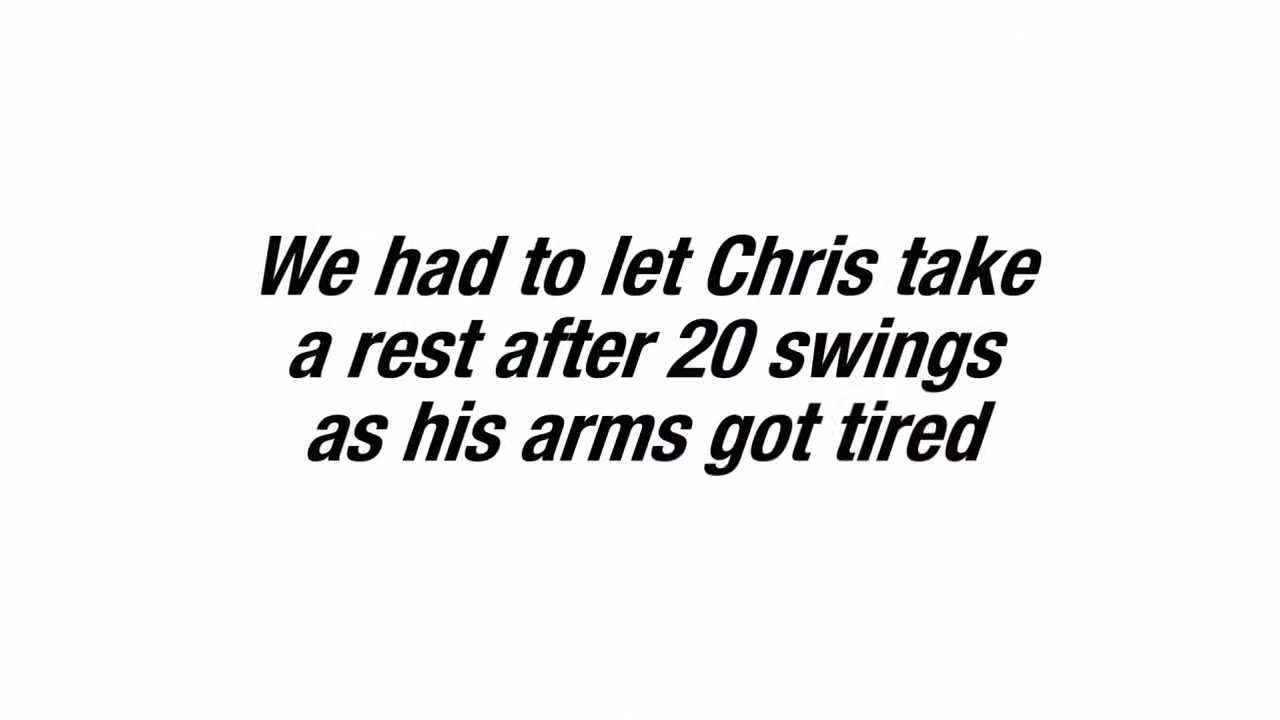 We had to let Chris take
a rest after 20 swings
as his arms got tired